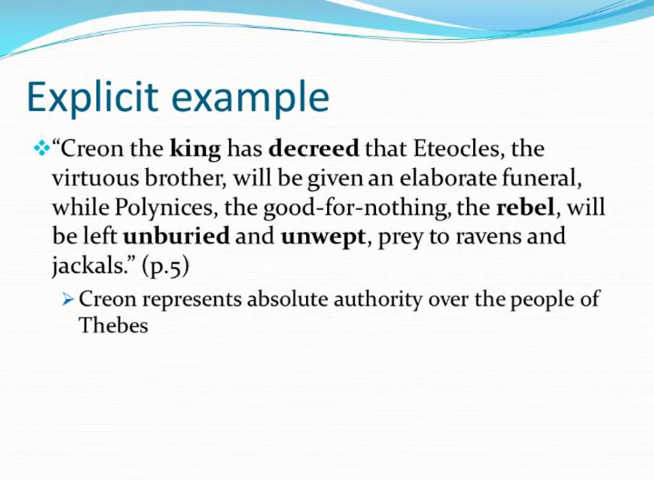 Explicit example
“Creon the king has decreed that Eteocles, the
virtuous brother, will be given an elaborate funeral,
while Polynices, the good-for-nothing, the rebel, will
be left unburied and unwept, prey to ravens and
jackals.” (p.5)
Creon represents absolute authority over the people of
Thebes